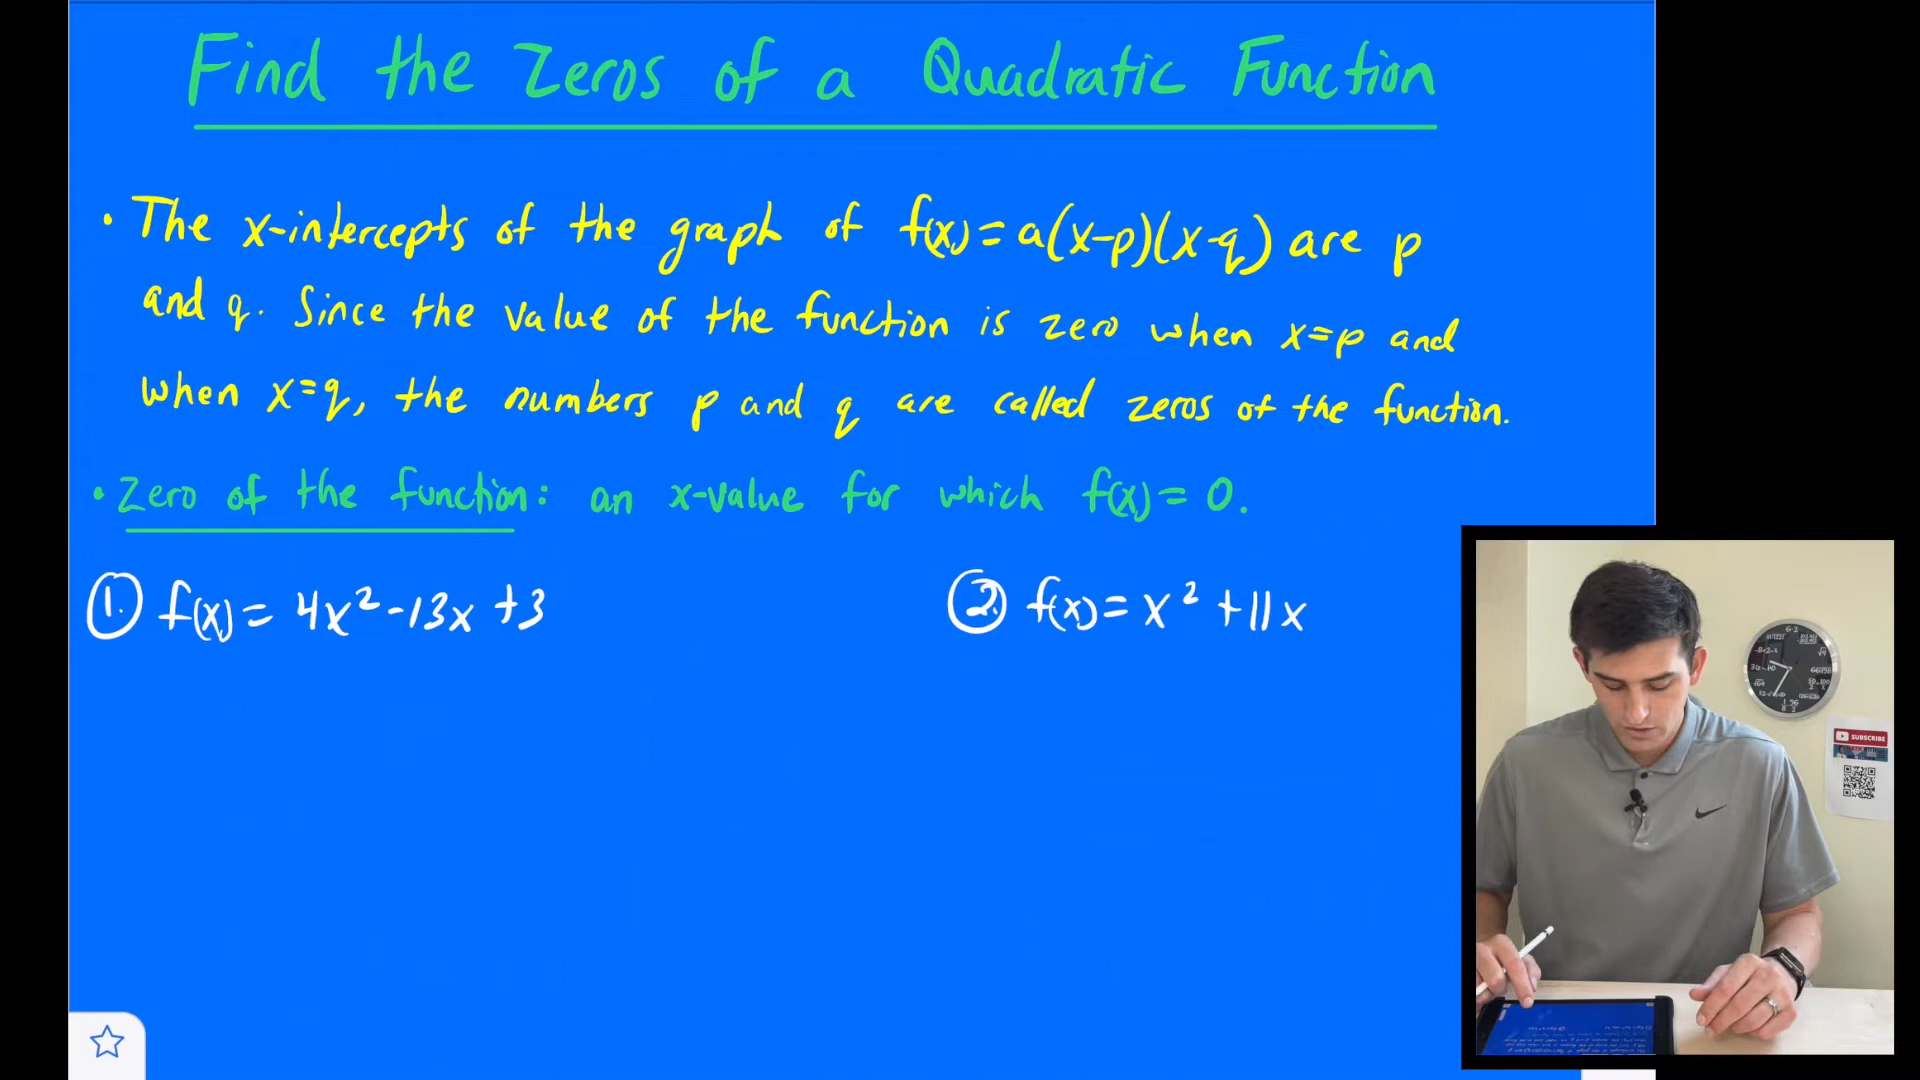 Find the Zeros of a Quadratic Function
• The x-intercepts of the graph of f(x)=a(x-p)(x-q) are p
and q. Since the value of the function is zero when x=p and
when x=q, the numbers p and q are called zeros of the function.
• Zero of the function: an x-value for which f(x)=0.
1. f(x)= 4x²-13x+3
2. f(x)= x²+11x
SUBSCRIBE